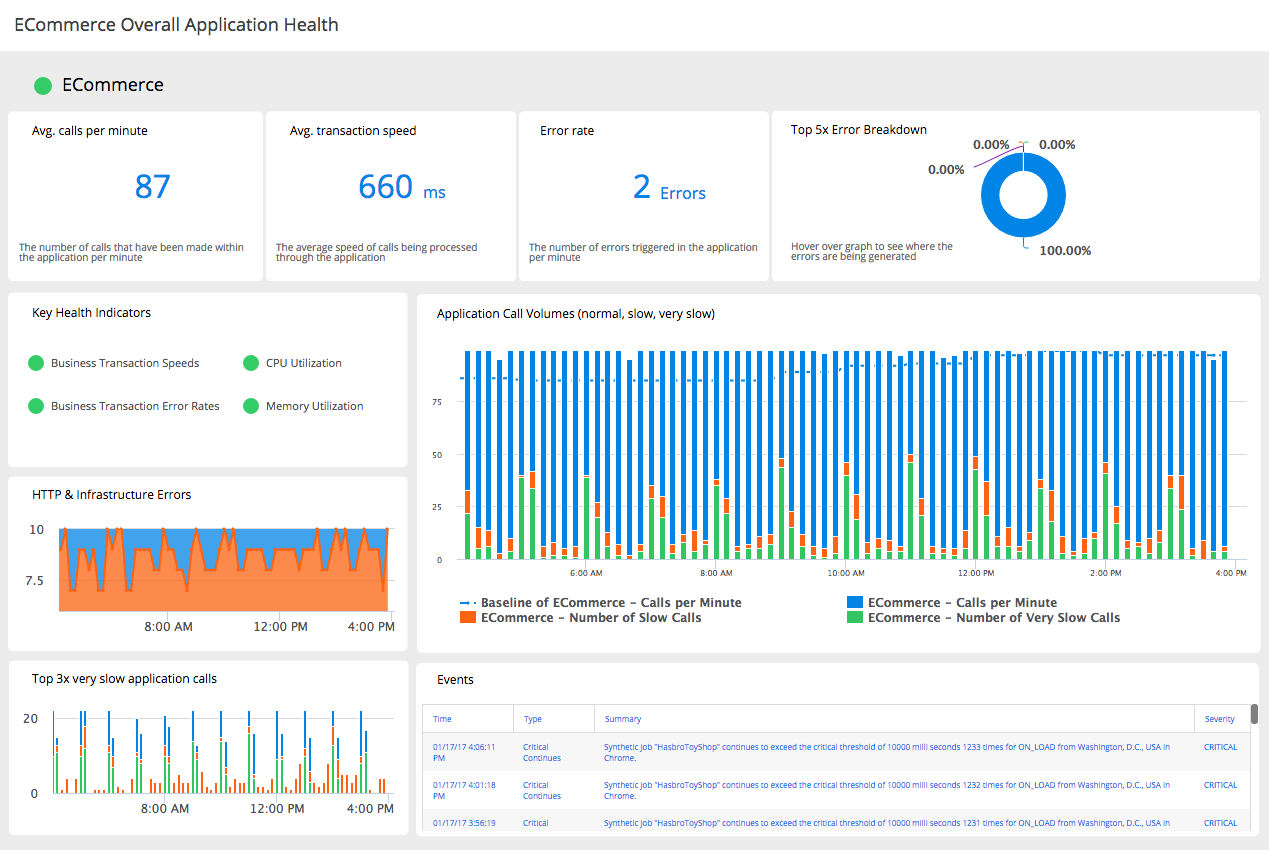 ECommerce Overall Application Health
ECommerce
Avg. calls per minute
87
The number of calls that have been made within
the application per minute
Avg. transaction speed
660 ms
The average speed of calls being processed
through the application
Error rate
2 Errors
The number of errors triggered in the application
per minute
Top 5x Error Breakdown
0.00%
0.00%
0.00%
100.00%
Hover over graph to see where the
errors are being generated
Key Health Indicators
Business Transaction Speeds
CPU Utilization
Business Transaction Error Rates
Memory Utilization
Application Call Volumes (normal, slow, very slow)
75
50
25
0
6:00 AM
8:00 AM
10:00 AM
12:00 PM
2:00 PM
4:00 PM
Baseline of ECommerce – Calls per Minute
ECommerce – Calls per Minute
ECommerce – Number of Slow Calls
ECommerce – Number of Very Slow Calls
HTTP & Infrastructure Errors
10
7.5
8:00 AM
12:00 PM
4:00 PM
Top 3x very slow application calls
20
0
8:00 AM
12:00 PM
4:00 PM
Events
Time
Type
Summary
Severity
01/17/17 4:06:11
PM
Critical
Continues
Synthetic job "HasbroToyShop" continues to exceed the critical threshold of 10000 milli seconds 1233 times for ON_LOAD from Washington, D.C., USA in
Chrome.
CRITICAL
01/17/17 4:01:18
PM
Critical
Continues
Synthetic job "HasbroToyShop" continues to exceed the critical threshold of 10000 milli seconds 1232 times for ON_LOAD from Washington, D.C., USA in
Chrome.
CRITICAL
01/17/17 3:56:19
Critical
Synthetic job "HasbroToyShop" continues to exceed the critical threshold of 10000 milli seconds 1231 times for ON_LOAD from Washington, D.C., USA in
CRITICAL